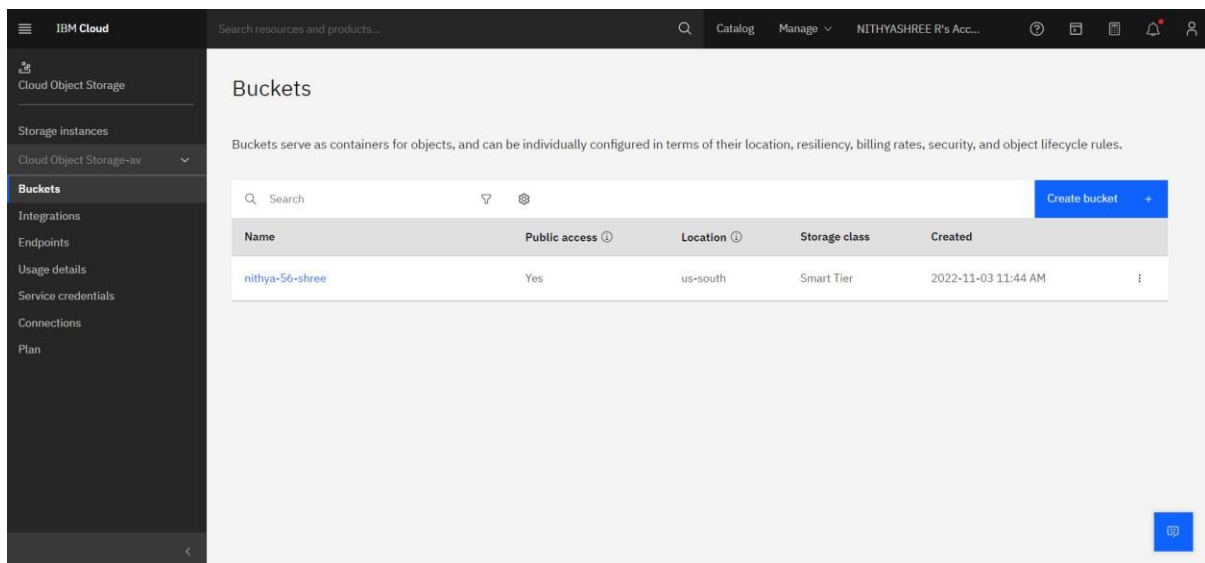 IBM Cloud
Search resources and products...
Catalog
Manage
NITHYASHREE R's Acc...
Cloud Object Storage
Storage instances
Cloud Object Storage-av
Buckets
Integrations
Endpoints
Usage details
Service credentials
Connections
Plan
Buckets
Buckets serve as containers for objects, and can be individually configured in terms of their location, resiliency, billing rates, security, and object lifecycle rules.
Search
Create bucket +
Name Public access Location Storage class Created
nithya-56-shree Yes us-south Smart Tier 2022-11-03 11:44 AM